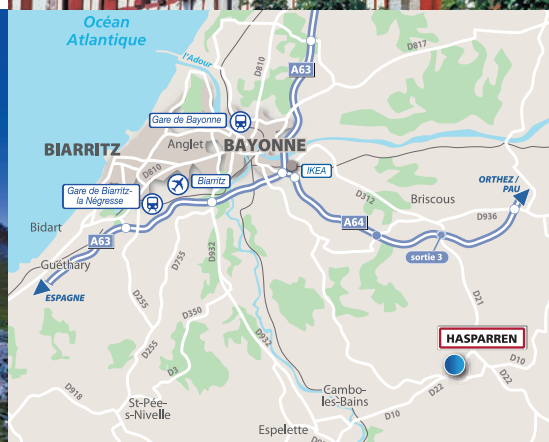 Océan
Atlantique
l'Adour
D810
D817
A63
Gare de Bayonne
BIARRITZ
Anglet
BAYONNE
D810
Gare de Biarritz-
la Négresse
Biarritz
IKEA
ORTHEZ /
PAU
D312
Briscous
D936
Bidart
A63
A64
Guéthary
D755
D932
sortie 3
ESPAGNE
D255
D350
D21
D932
HASPARREN
D255
D3
D10
D22
D22
D918
St-Pée-
s-Nivelle
Cambo-
les-Bains
D10
Espelette